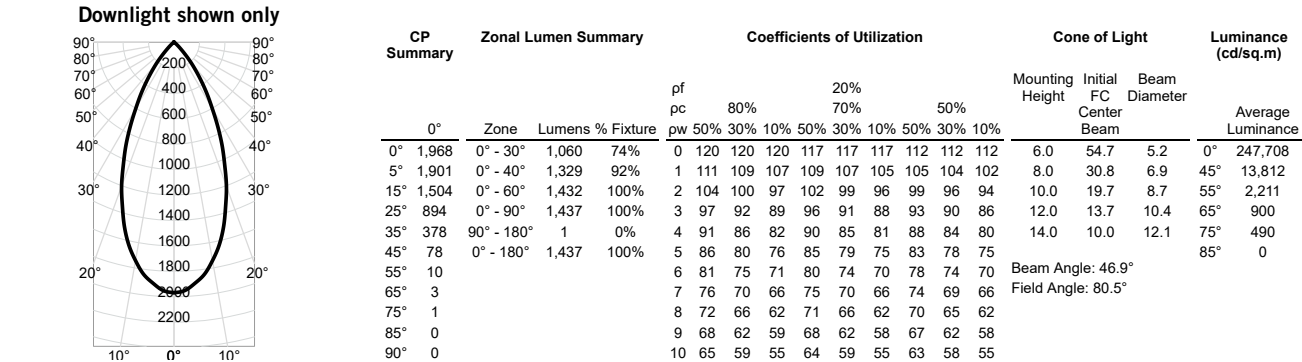 Downlight shown only
90° 90°
80° 80°
70° 200 70°
60° 400 60°
50° 600 50°
800
40° 40°
1000
30° 1200 30°
1400
1600
1800
20° 20°
2000
2200
10° 0° 10°
CP Summary
0°
0° 1,968
5° 1,901
15° 1,504
25° 894
35° 378
45° 78
55° 10
65° 3
75° 1
85° 0
90° 0
Zonal Lumen Summary
Zone Lumens % Fixture
0° - 30° 1,060 74%
0° - 40° 1,329 92%
0° - 60° 1,432 100%
0° - 90° 1,437 100%
90° - 180° 1 0%
0° - 180° 1,437 100%
Coefficients of Utilization
ρf 20%
ρc 80% 70% 50%
ρw 50% 30% 10% 50% 30% 10% 50% 30% 10%
0 120 120 120 117 117 117 112 112 112
1 111 109 107 109 107 105 105 104 102
2 104 100 97 102 99 96 99 96 94
3 97 92 89 96 91 88 93 90 86
4 91 86 82 90 85 81 88 84 80
5 86 80 76 85 79 75 83 78 75
6 81 75 71 80 74 70 78 74 70
7 76 70 66 75 70 66 74 69 66
8 72 66 62 71 66 62 70 65 62
9 68 62 59 68 62 58 67 62 58
10 65 59 55 64 59 55 63 58 55
Cone of Light
Mounting Initial Beam
Height FC Diameter
Center
Beam
6.0 54.7 5.2
8.0 30.8 6.9
10.0 19.7 8.7
12.0 13.7 10.4
14.0 10.0 12.1
Beam Angle: 46.9°
Field Angle: 80.5°
Luminance
(cd/sq.m)
Average
Luminance
0° 247,708
45° 13,812
55° 2,211
65° 900
75° 490
85° 0